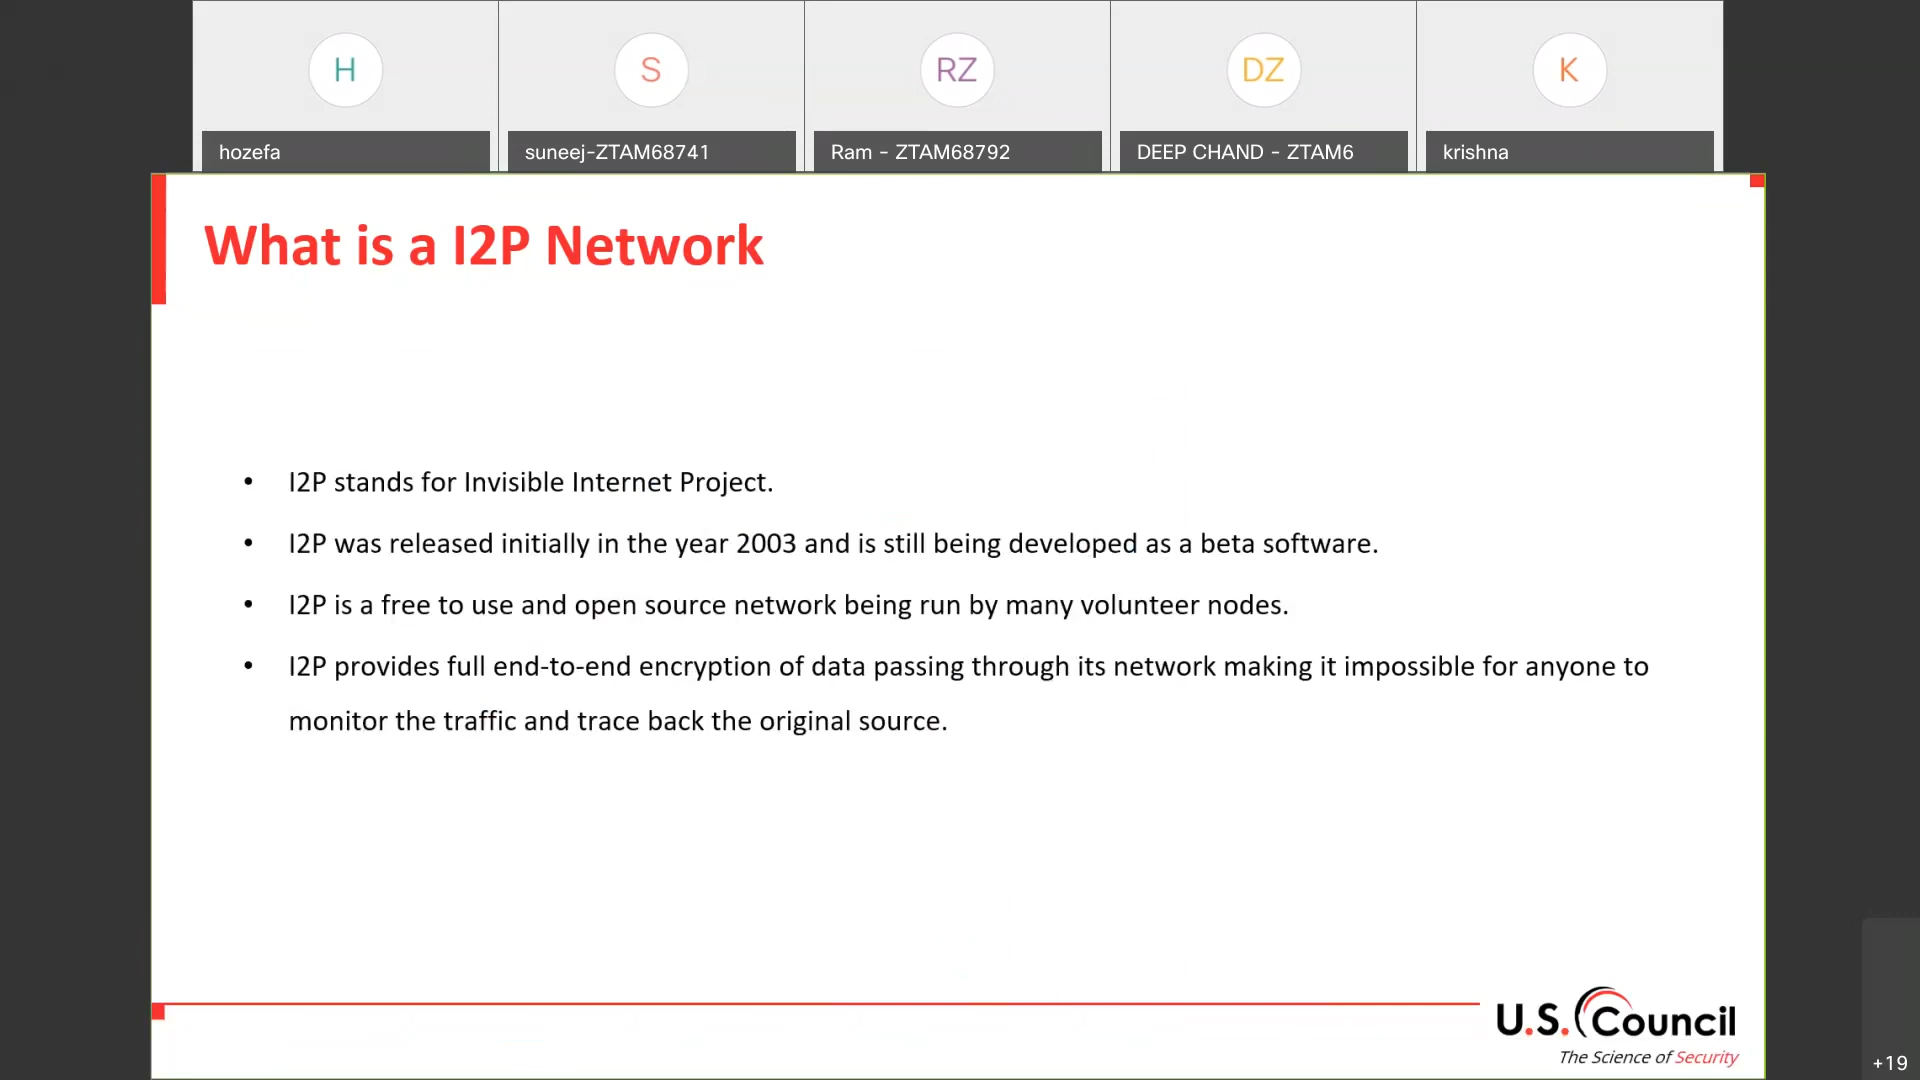 H
S
RZ
DZ
K
hozefa
suneej-ZTAM68741
Ram - ZTAM68792
DEEP CHAND - ZTAM6
krishna
What is a I2P Network
• I2P stands for Invisible Internet Project.
• I2P was released initially in the year 2003 and is still being developed as a beta software.
• I2P is a free to use and open source network being run by many volunteer nodes.
• I2P provides full end-to-end encryption of data passing through its network making it impossible for anyone to
monitor the traffic and trace back the original source.
U.S. Council
The Science of Security
+19